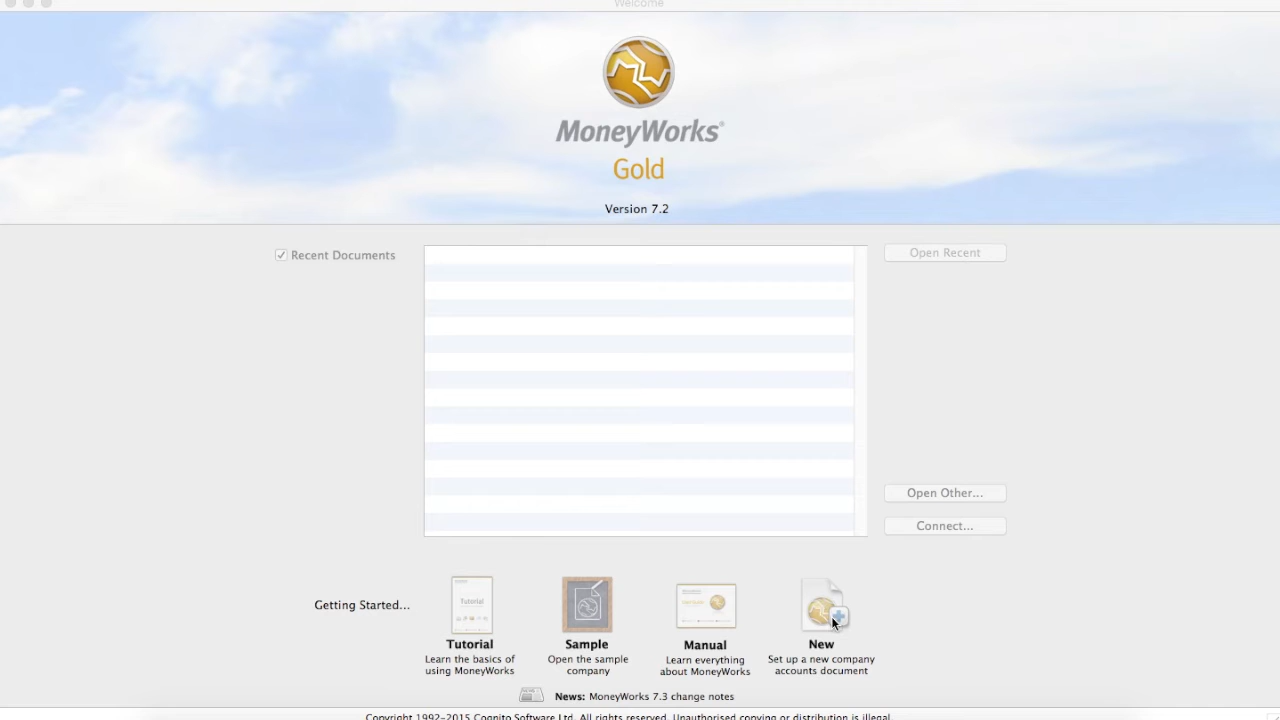 Welcome
MoneyWorks®
Gold
Version 7.2
Recent Documents
Open Recent
Open Other...
Connect...
Getting Started...
Tutorial
Tutorial
Learn the basics of
using MoneyWorks
Sample
Open the sample
company
Manual
Learn everything
about MoneyWorks
New
Set up a new company
accounts document
News: MoneyWorks 7.3 change notes
Copyright 1992-2015 Cognito Software Ltd. All rights reserved. Unauthorised copying or distribution is illegal.